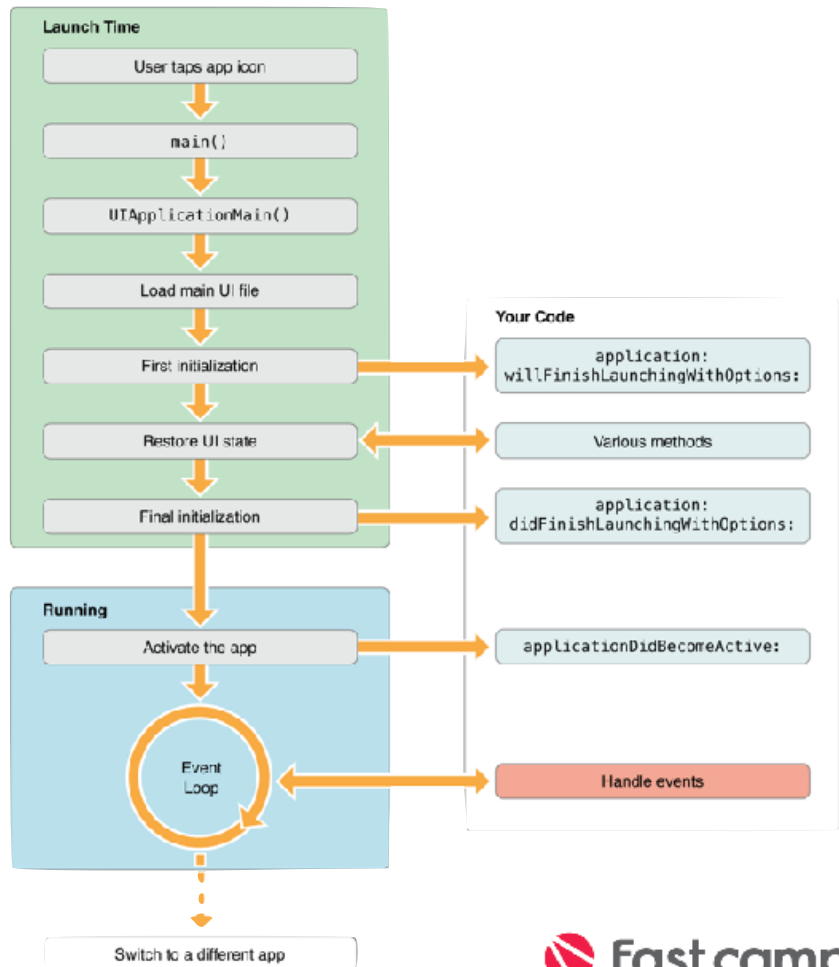 Launch Time
User taps app icon
main()
UIApplicationMain()
Load main UI file
First initialization
Restore UI state
Final initialization
Your Code
application:
willFinishLaunchingWithOptions:
Various methods
application:
didFinishLaunchingWithOptions:
Running
Activate the app
applicationDidBecomeActive:
Event
Loop
Handle events
Switch to a different app
Fast camp